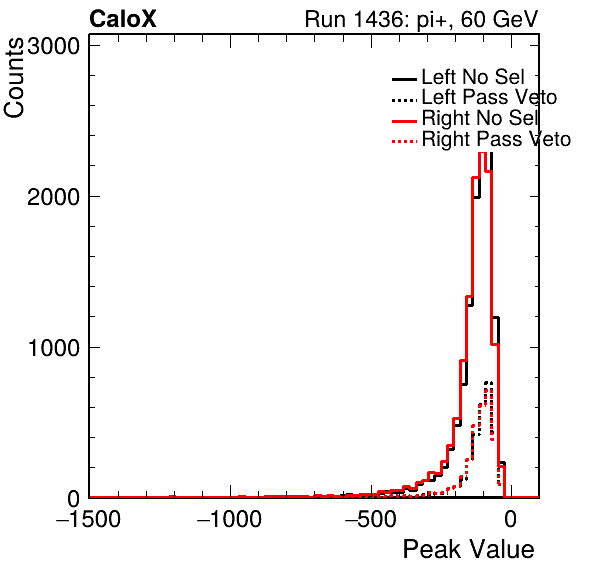 CaloX Run 1436: pi+, 60 GeV
Counts
3000
2000
1000
0
Left No Sel
Left Pass Veto
Right No Sel
Right Pass Veto
−1500 −1000 −500 0
Peak Value